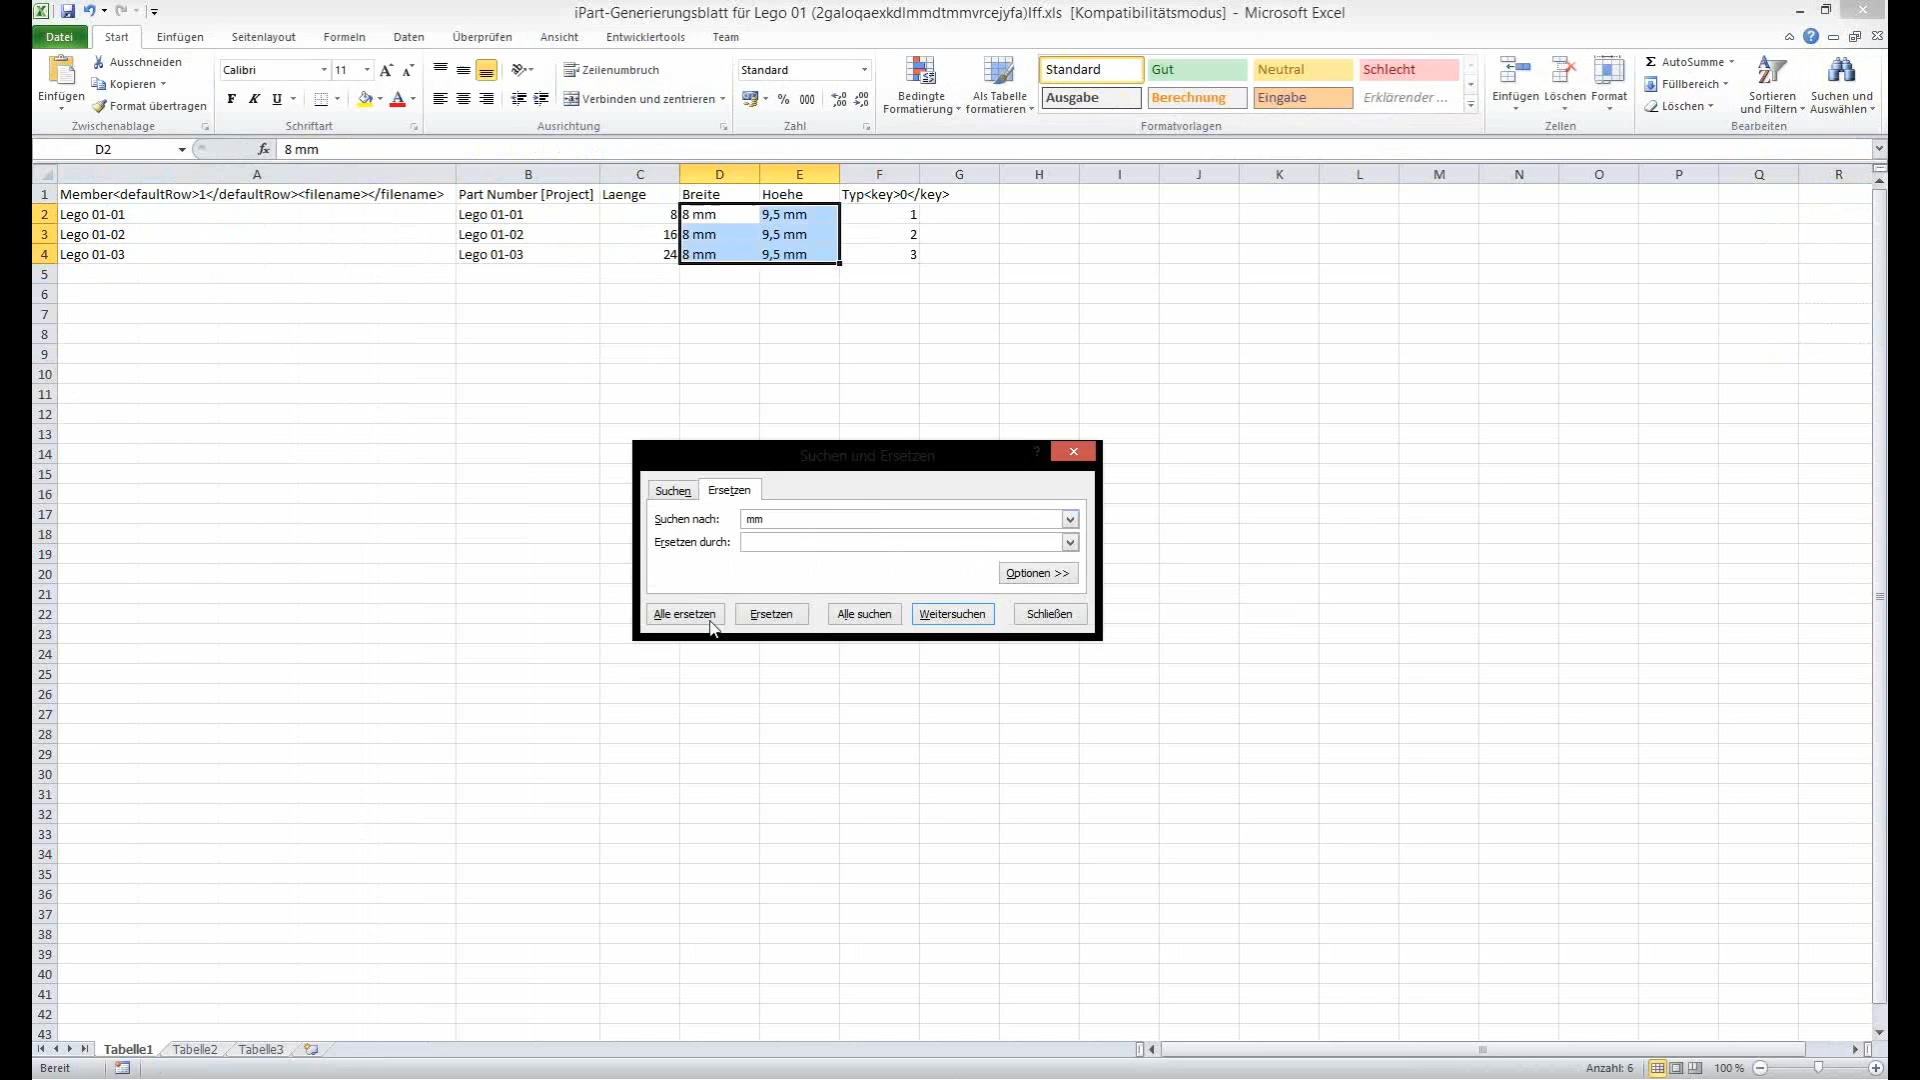 iPart-Generierungsblatt für Lego 01 (2galoqaexkdlmmdtmmvrcejyfa)Iff.xls [Kompatibilitätsmodus] - Microsoft Excel
Datei Start Einfügen Seitenlayout Formeln Daten Überprüfen Ansicht Entwicklertools Team
Einfügen
Ausschneiden
Kopieren
Format übertragen
Zwischenablage
Calibri 11
F K U
Schriftart
Zeilenumbruch
Verbinden und zentrieren
Ausrichtung
Standard
% 000
Zahl
Bedingte Formatierung
Als Tabelle formatieren
Standard Gut Neutral Schlecht
Ausgabe Berechnung Eingabe Erklärender ...
Formatvorlagen
Einfügen Löschen Format
Zellen
Σ AutoSumme
Füllbereich
Löschen
Sortieren und Filtern
Suchen und Auswählen
Bearbeiten
D2 fx 8 mm
A B C D E F G H I J K L M N O P Q R
1 Member<defaultRow>1</defaultRow><filename></filename> Part Number [Project] Laenge Breite Hoehe Typ<key>0</key>
2 Lego 01-01 Lego 01-01 8 8 mm 9,5 mm 1
3 Lego 01-02 Lego 01-02 16 8 mm 9,5 mm 2
4 Lego 01-03 Lego 01-03 24 8 mm 9,5 mm 3
5
6
7
8
9
10
11
12
13
14
15
16
17
18
19
20
21
22
23
24
25
26
27
28
29
30
31
32
33
34
35
36
37
38
39
40
41
42
43
Suchen und Ersetzen
Suchen Ersetzen
Suchen nach: mm
Ersetzen durch:
Optionen >>
Alle ersetzen Ersetzen Alle suchen Weitersuchen Schließen
Tabelle1 Tabelle2 Tabelle3
Bereit Anzahl: 6 100 %